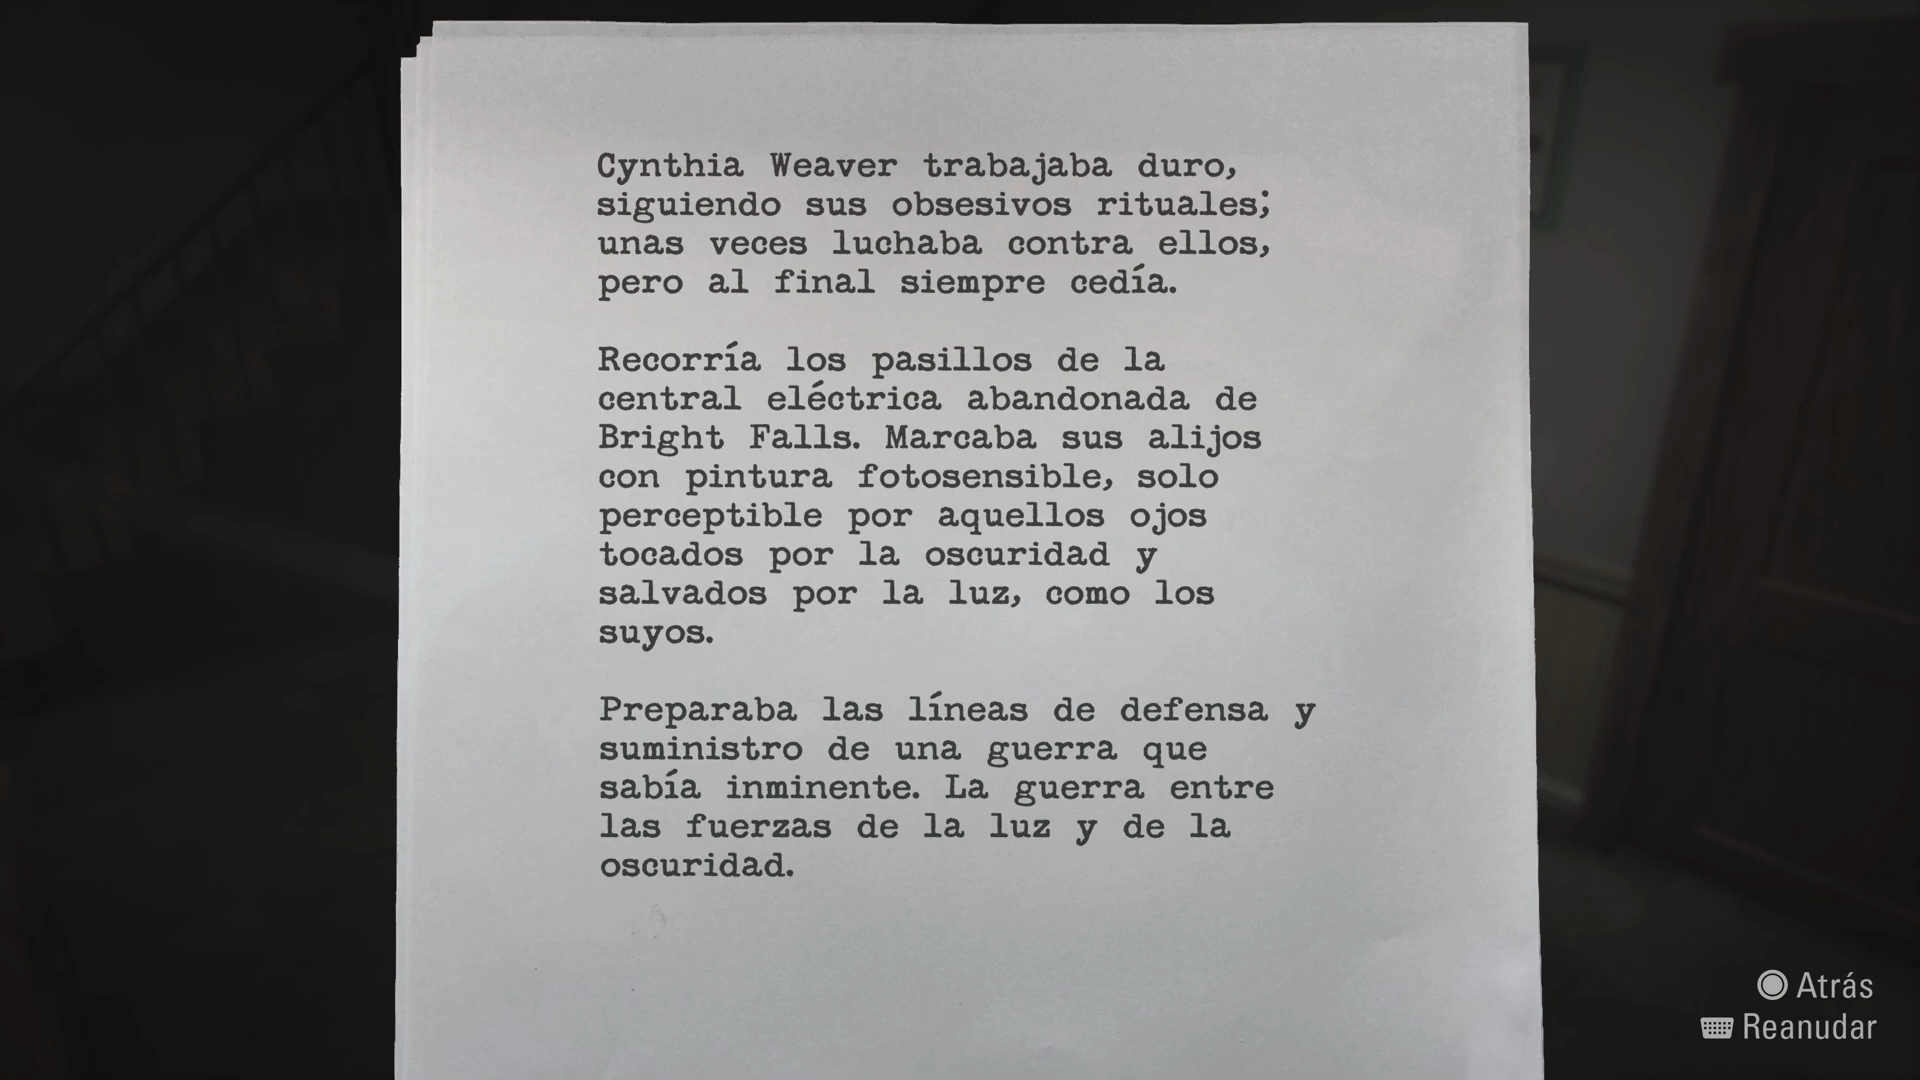 Cynthia Weaver trabajaba duro,
siguiendo sus obsesivos rituales;
unas veces luchaba contra ellos,
pero al final siempre cedía.
Recorría los pasillos de la
central eléctrica abandonada de
Bright Falls. Marcaba sus alijos
con pintura fotosensible, solo
perceptible por aquellos ojos
tocados por la oscuridad y
salvados por la luz, como los
suyos.
Preparaba las líneas de defensa y
suministro de una guerra que
sabía inminente. La guerra entre
las fuerzas de la luz y de la
oscuridad.
Atrás
Reanudar